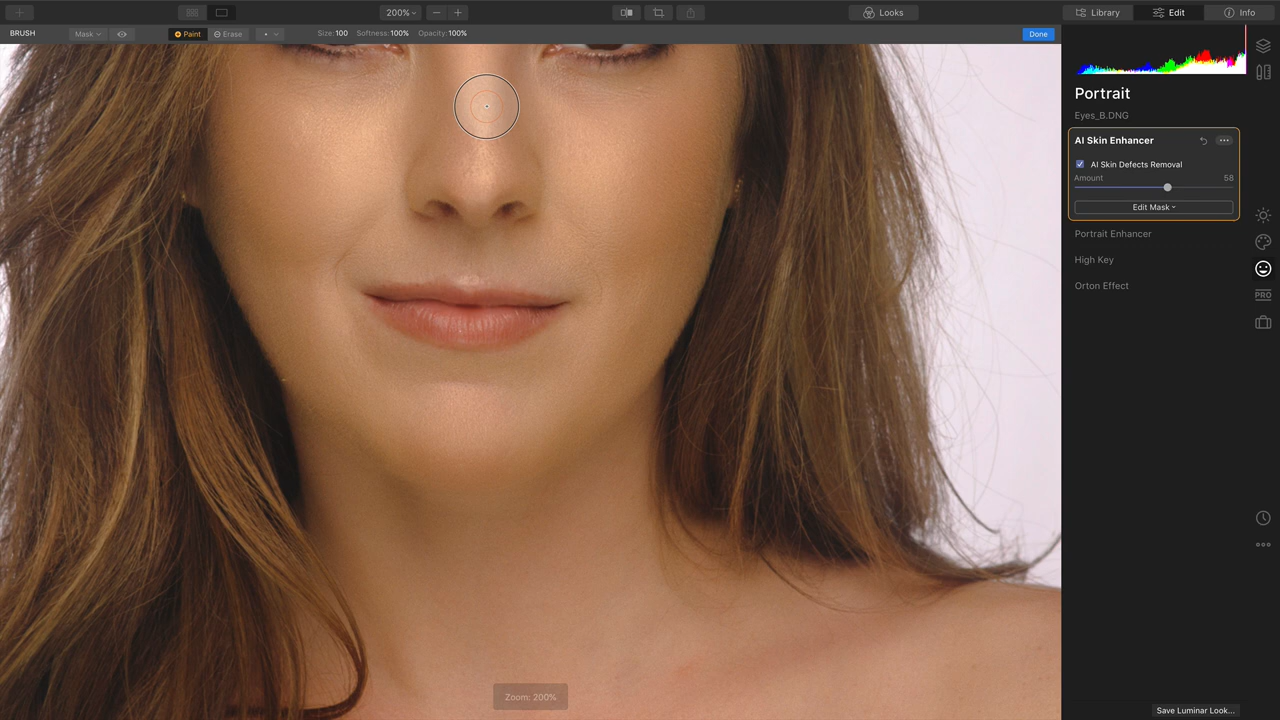 200%
Looks
Library
Edit
Info
BRUSH
Mask
Paint
Erase
Size:100
Softness:100%
Opacity:100%
Done
Portrait
Eyes_B.DNG
AI Skin Enhancer
AI Skin Defects Removal
Amount 58
Edit Mask
Portrait Enhancer
High Key
Orton Effect
PRO
Zoom: 200%
Save Luminar Look...